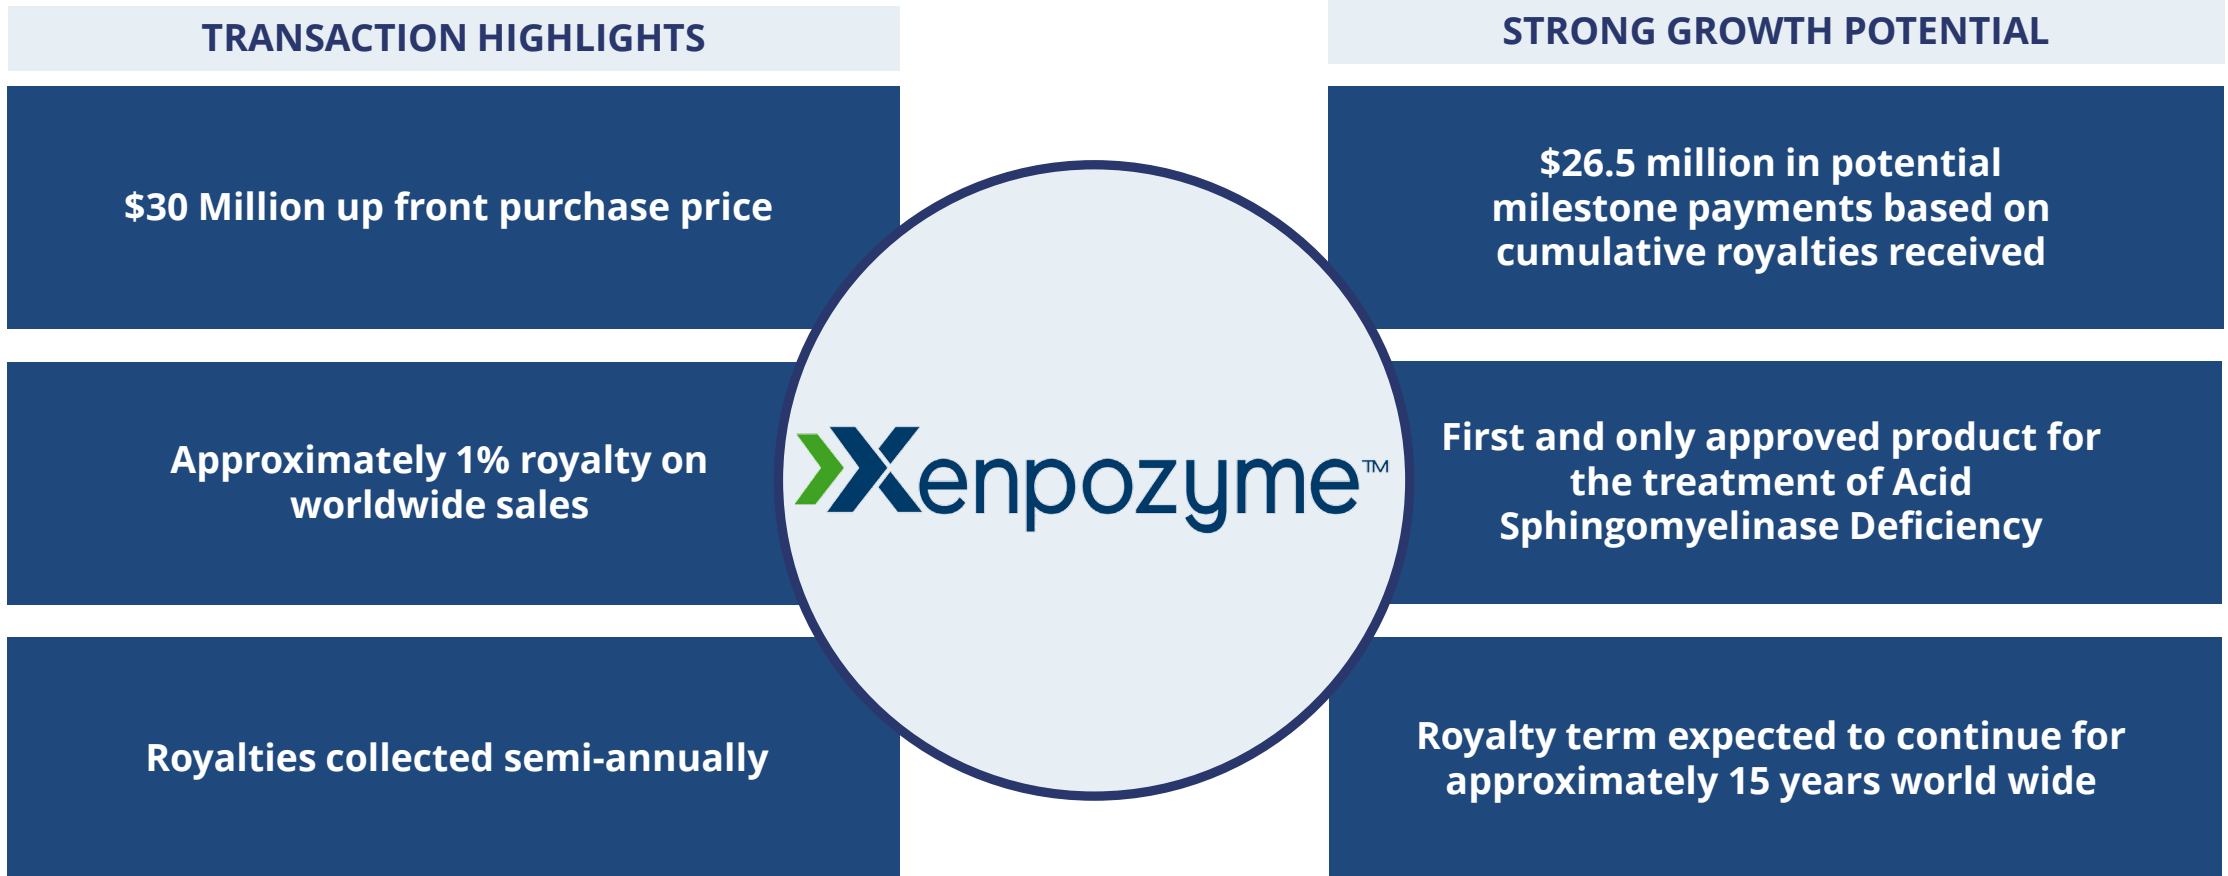 TRANSACTION HIGHLIGHTS
$30 Million up front purchase price
Approximately 1% royalty on
worldwide sales
Royalties collected semi-annually
Xenpozyme™
STRONG GROWTH POTENTIAL
$26.5 million in potential
milestone payments based on
cumulative royalties received
First and only approved product for
the treatment of Acid
Sphingomyelinase Deficiency
Royalty term expected to continue for
approximately 15 years world wide